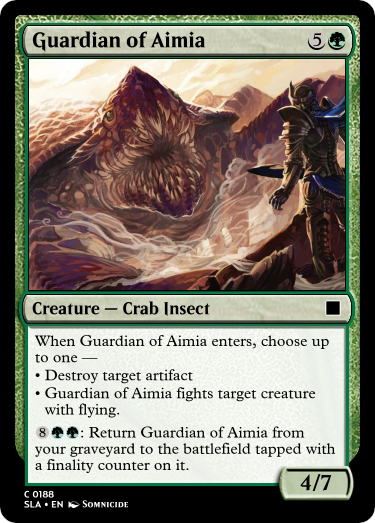 Guardian of Aimia 5
Creature — Crab Insect
When Guardian of Aimia enters, choose up
to one —
• Destroy target artifact
• Guardian of Aimia fights target creature
with flying.
8: Return Guardian of Aimia from
your graveyard to the battlefield tapped with
a finality counter on it.
4/7
C 0188
SLA • EN Somnicide